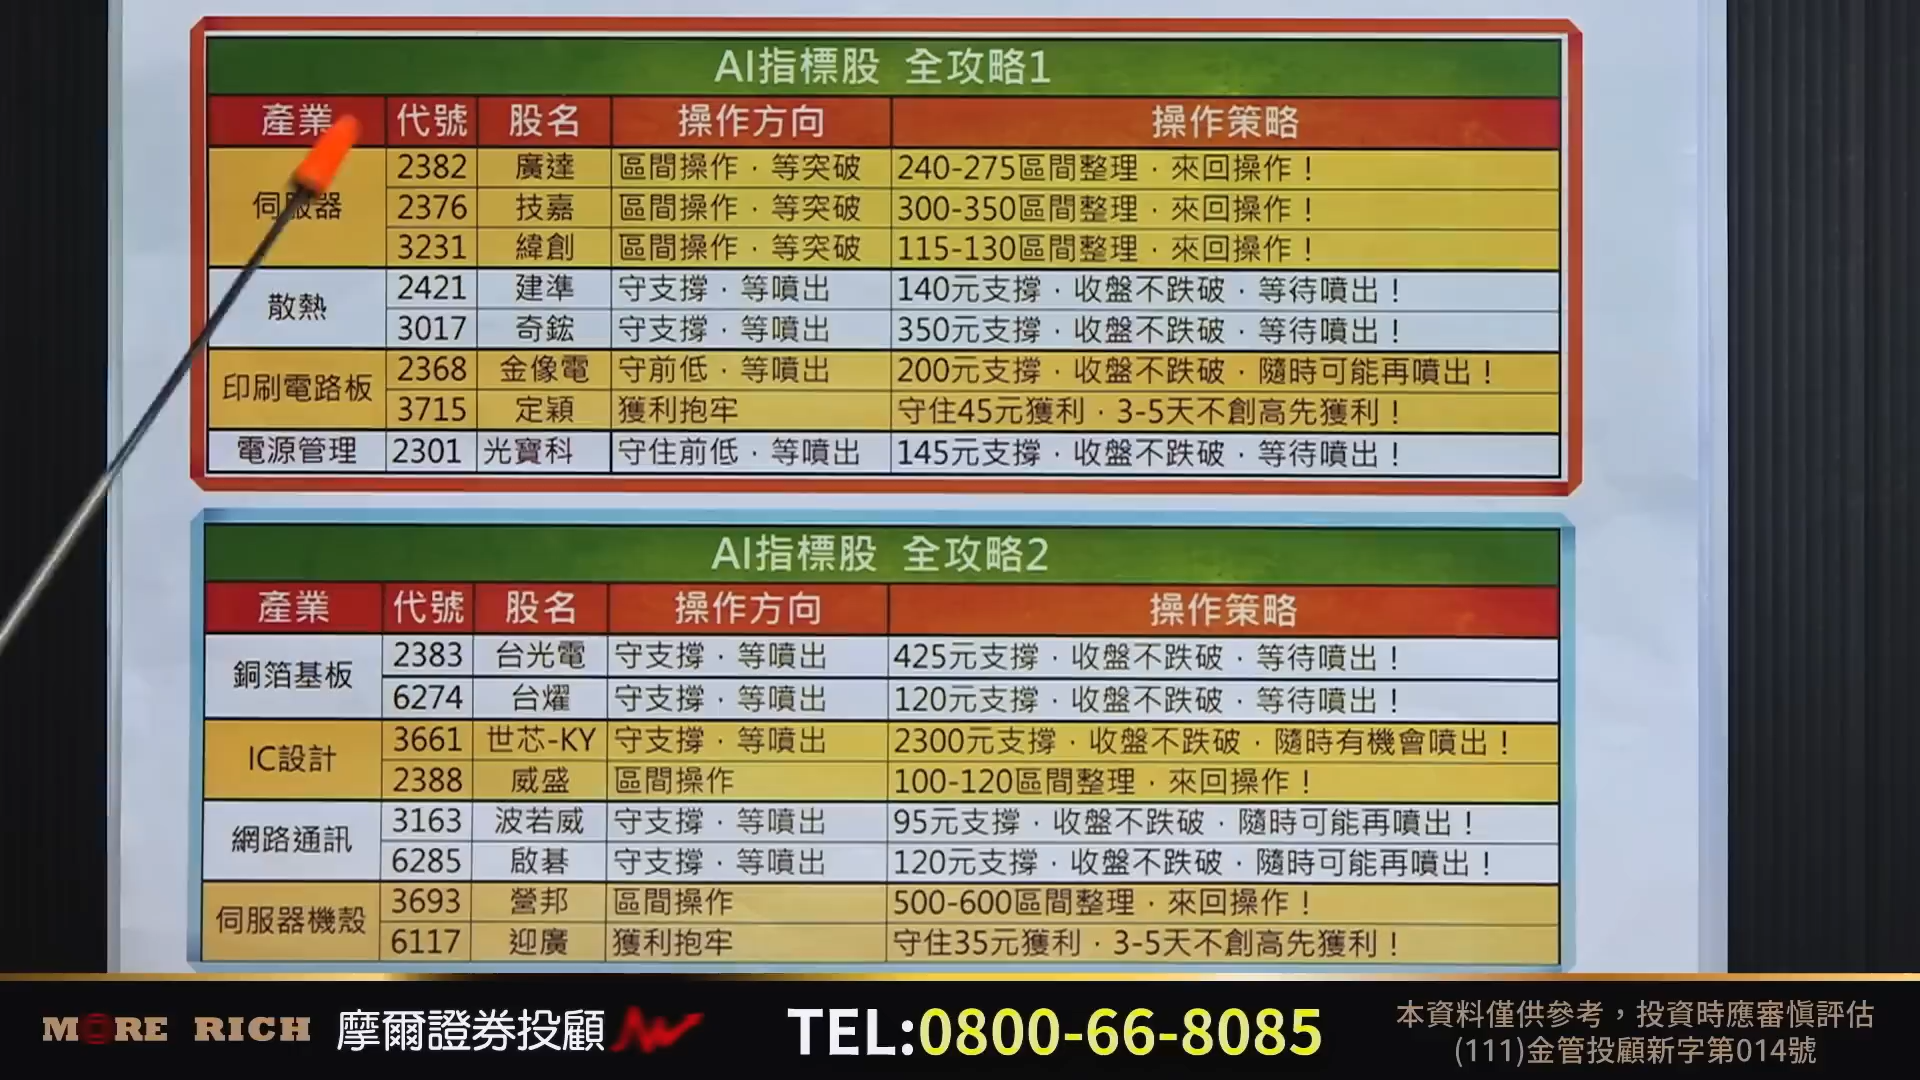 AI指標股 全攻略1
產業 代號 股名 操作方向 操作策略
伺服器 2382 廣達 區間操作．等突破 240-275區間整理．來回操作！
2376 技嘉 區間操作．等突破 300-350區間整理．來回操作！
3231 緯創 區間操作．等突破 115-130區間整理．來回操作！
散熱 2421 建準 守支撐．等噴出 140元支撐．收盤不跌破．等待噴出！
3017 奇鋐 守支撐．等噴出 350元支撐．收盤不跌破．等待噴出！
印刷電路板 2368 金像電 守前低．等噴出 200元支撐．收盤不跌破．隨時可能再噴出！
3715 定穎 獲利抱牢 守住45元獲利．3-5天不創高先獲利！
電源管理 2301 光寶科 守住前低．等噴出 145元支撐．收盤不跌破．等待噴出！
AI指標股 全攻略2
產業 代號 股名 操作方向 操作策略
銅箔基板 2383 台光電 守支撐．等噴出 425元支撐．收盤不跌破．等待噴出！
6274 台燿 守支撐．等噴出 120元支撐．收盤不跌破．等待噴出！
IC設計 3661 世芯-KY 守支撐．等噴出 2300元支撐．收盤不跌破．隨時有機會噴出！
2388 威盛 區間操作 100-120區間整理．來回操作！
網路通訊 3163 波若威 守支撐．等噴出 95元支撐．收盤不跌破．隨時可能再噴出！
6285 啟碁 守支撐．等噴出 120元支撐．收盤不跌破．隨時可能再噴出！
伺服器機殼 3693 營邦 區間操作 500-600區間整理．來回操作！
6117 迎廣 獲利抱牢 守住35元獲利．3-5天不創高先獲利！
MORE RICH 摩爾證券投顧 TEL:0800-66-8085
本資料僅供參考，投資時應審慎評估
(111)金管投顧新字第014號